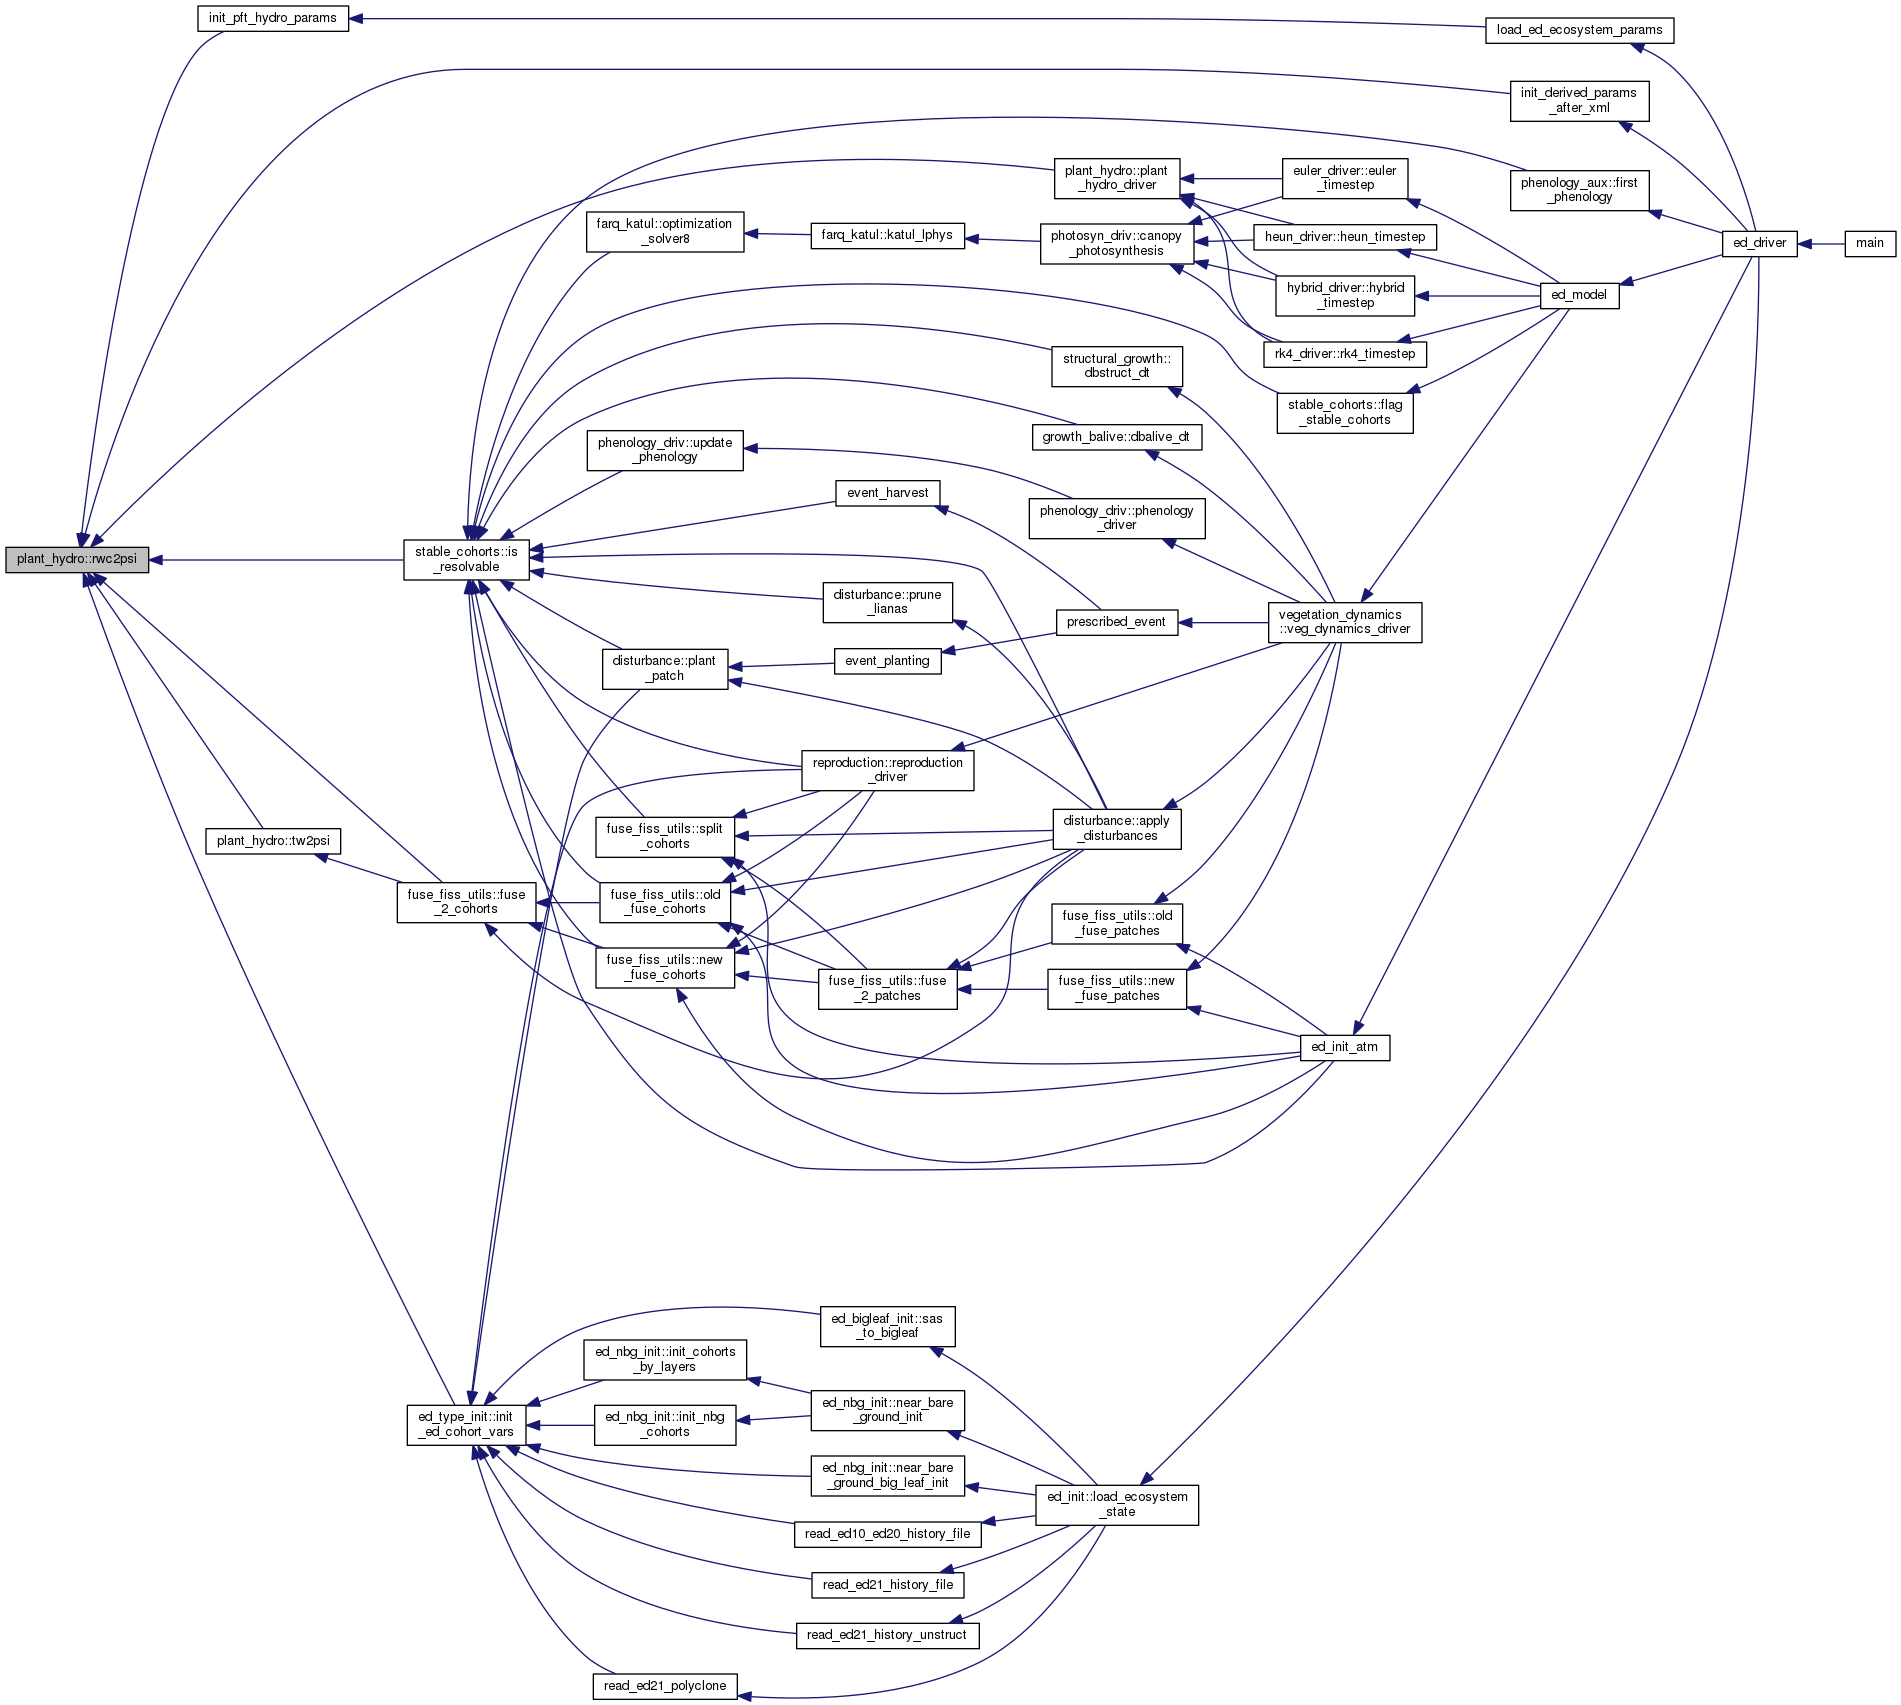 init_pft_hydro_params
load_ed_ecosystem_params
init_derived_params
_after_xml
plant_hydro::plant
_hydro_driver
euler_driver::euler
_timestep
phenology_aux::first
_phenology
farq_katul::optimization
_solver8
farq_katul::katul_lphys
photosyn_driv::canopy
_photosynthesis
heun_driver::heun_timestep
ed_driver
main
hybrid_driver::hybrid
_timestep
ed_model
rk4_driver::rk4_timestep
structural_growth::
dbstruct_dt
stable_cohorts::flag
_stable_cohorts
growth_balive::dbalive_dt
phenology_driv::update
_phenology
event_harvest
phenology_driv::phenology
_driver
plant_hydro::rwc2psi
stable_cohorts::is
_resolvable
disturbance::prune
_lianas
prescribed_event
vegetation_dynamics
::veg_dynamics_driver
disturbance::plant
_patch
event_planting
reproduction::reproduction
_driver
fuse_fiss_utils::split
_cohorts
disturbance::apply
_disturbances
plant_hydro::tw2psi
fuse_fiss_utils::fuse
_2_cohorts
fuse_fiss_utils::old
_fuse_cohorts
fuse_fiss_utils::old
_fuse_patches
fuse_fiss_utils::new
_fuse_cohorts
fuse_fiss_utils::fuse
_2_patches
fuse_fiss_utils::new
_fuse_patches
ed_init_atm
ed_bigleaf_init::sas
_to_bigleaf
ed_nbg_init::init_cohorts
_by_layers
ed_type_init::init
_ed_cohort_vars
ed_nbg_init::init_nbg
_cohorts
ed_nbg_init::near_bare
_ground_init
ed_nbg_init::near_bare
_ground_big_leaf_init
ed_init::load_ecosystem
_state
read_ed10_ed20_history_file
read_ed21_history_file
read_ed21_history_unstruct
read_ed21_polyclone